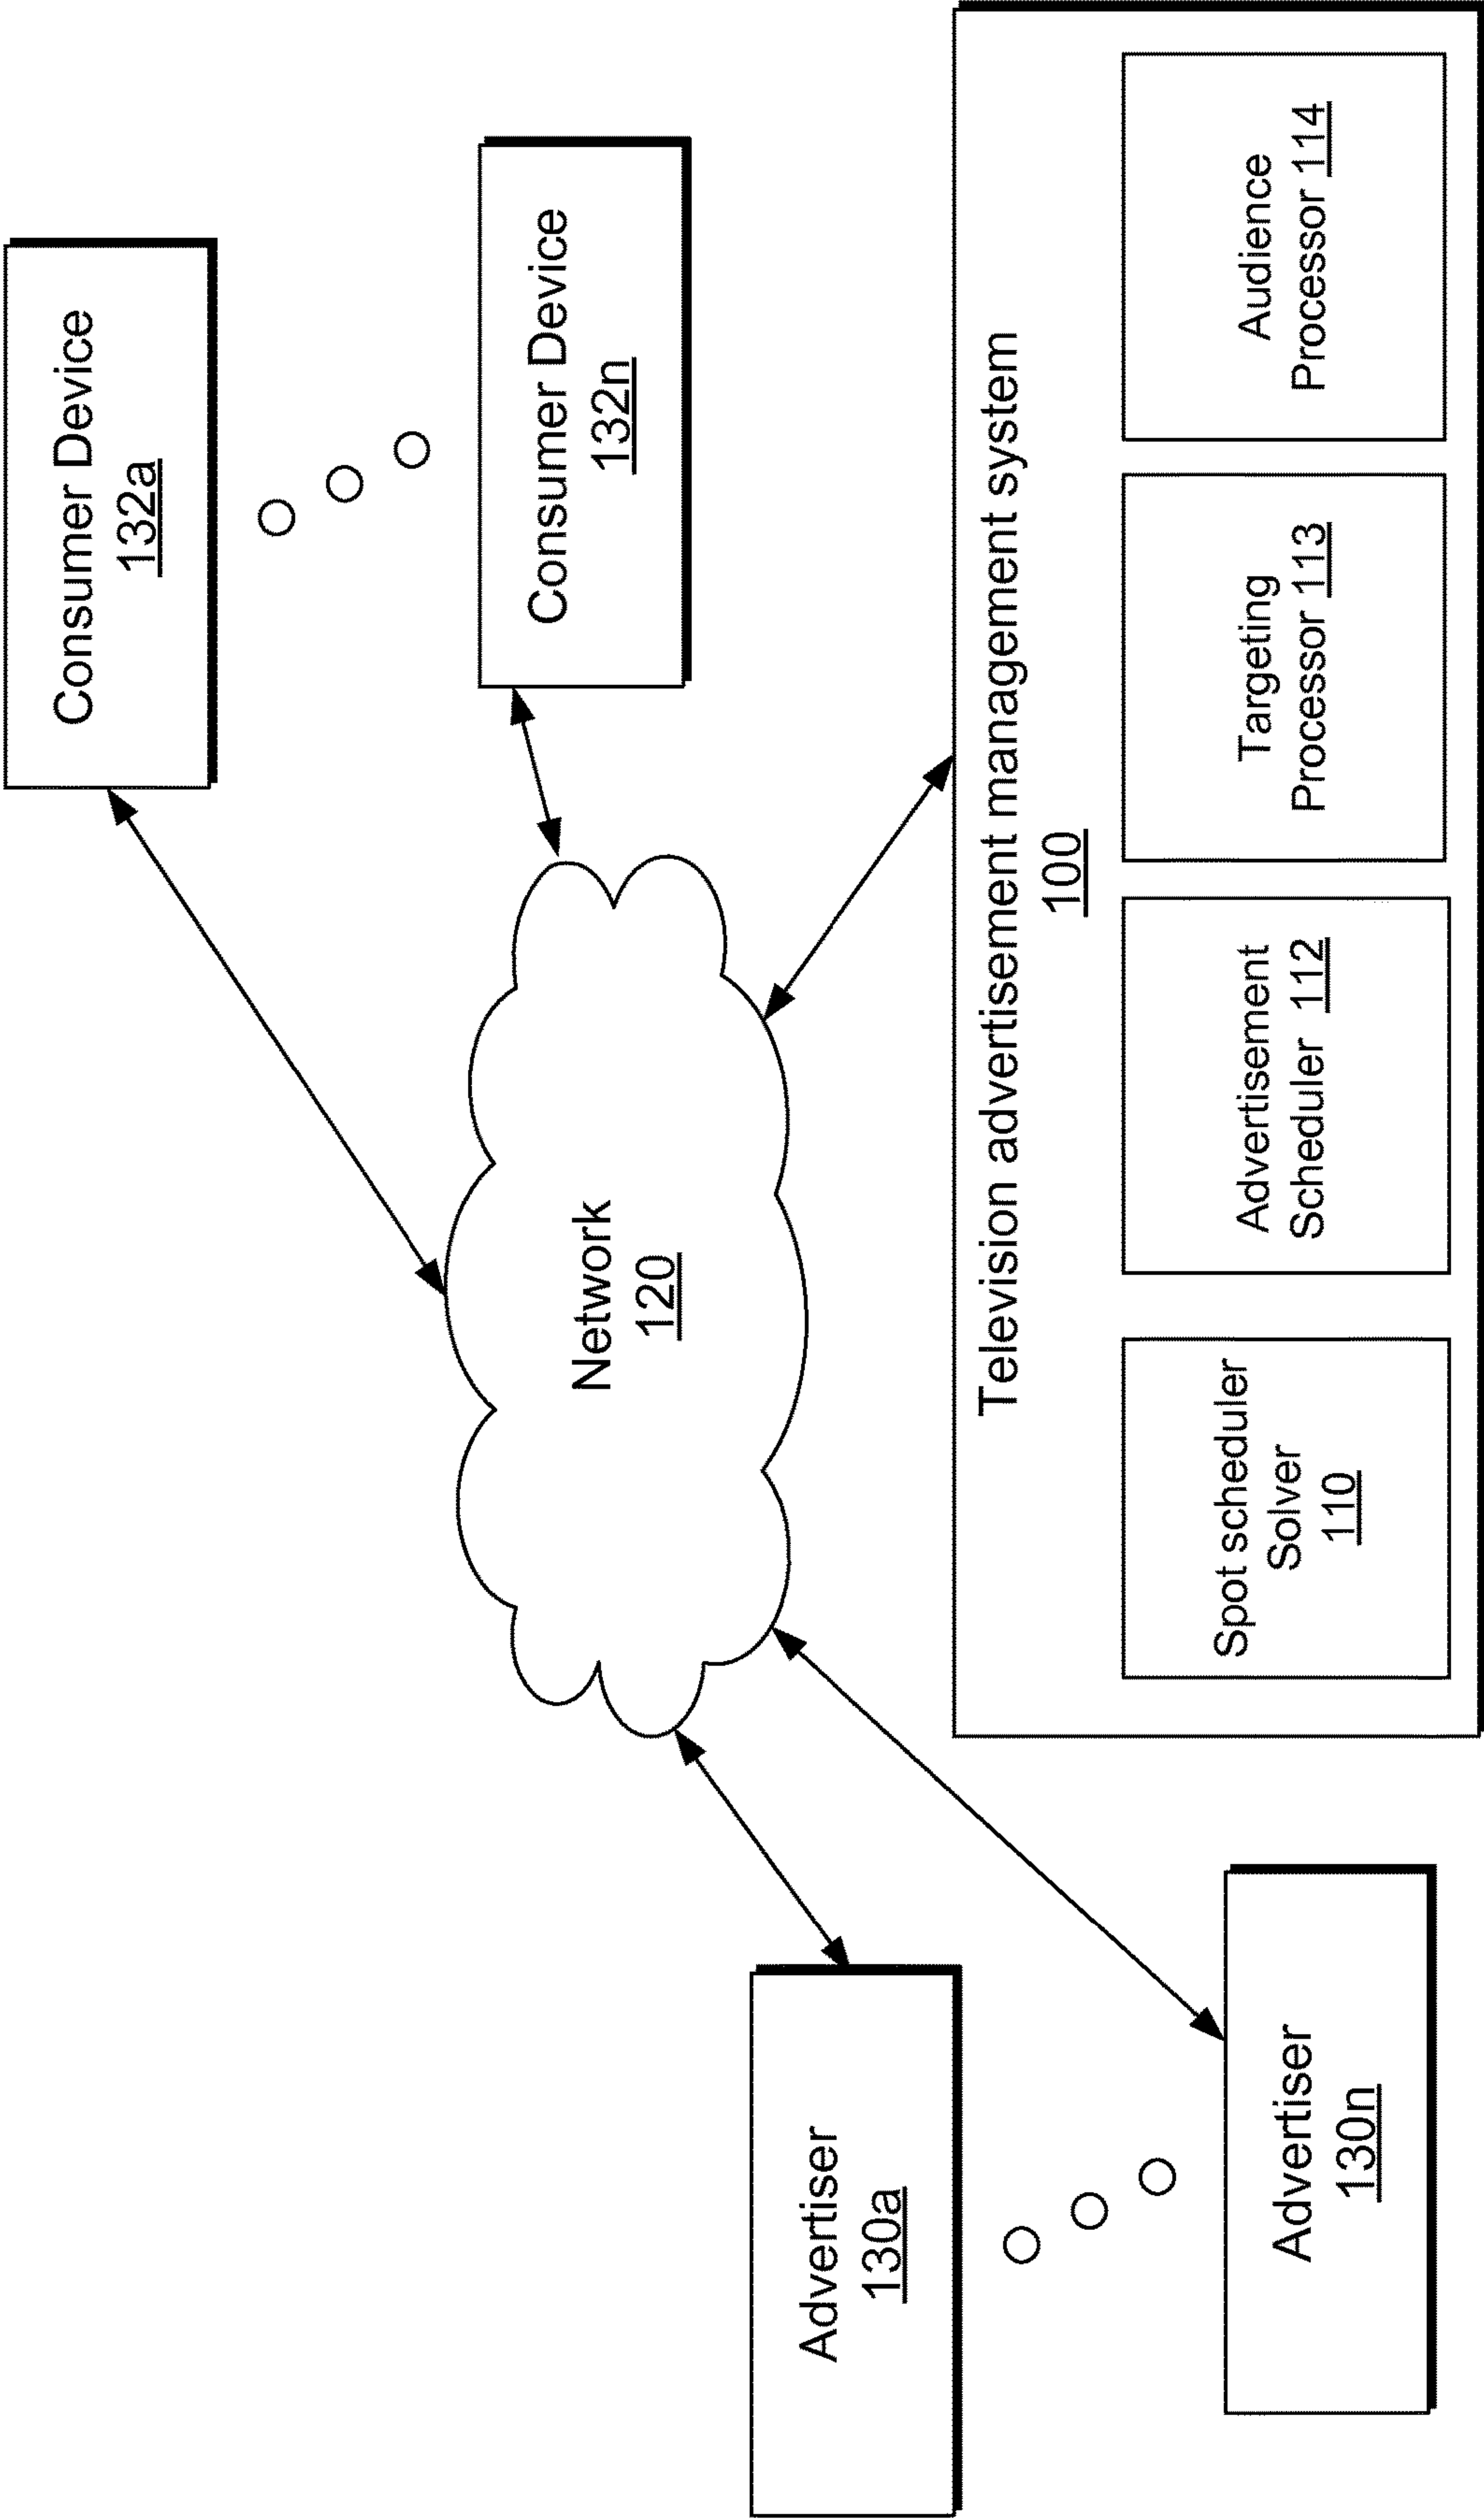 Consumer Device
132a
Consumer Device
132n
Network
120
Advertiser
130a
Advertiser
130n
Television advertisement management system
100
Spot scheduler
Solver
110
Advertisement
Scheduler 112
Targeting
Processor 113
Audience
Processor 114